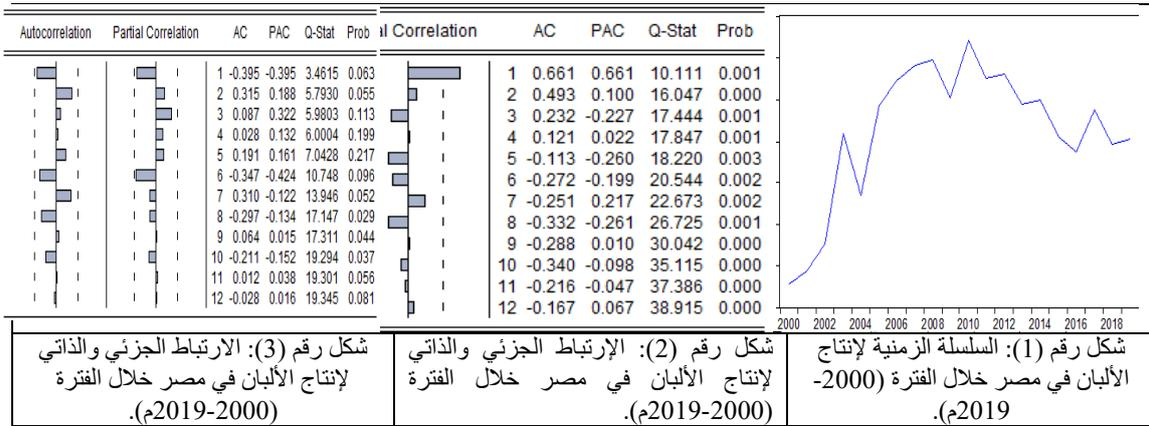 Autocorrelation Partial Correlation AC PAC Q-Stat Prob
1 -0.395 -0.395 3.4615 0.063
2 0.315 0.188 5.7930 0.055
3 0.087 0.322 5.9803 0.113
4 0.028 0.132 6.0004 0.199
5 0.191 0.161 7.0428 0.217
6 -0.347 -0.424 10.748 0.096
7 0.310 -0.122 13.946 0.052
8 -0.297 -0.134 17.147 0.029
9 0.064 0.015 17.311 0.044
10 -0.211 -0.152 19.294 0.037
11 0.012 0.038 19.301 0.056
12 -0.028 0.016 19.345 0.081
al Correlation AC PAC Q-Stat Prob
1 0.661 0.661 10.111 0.001
2 0.493 0.100 16.047 0.000
3 0.232 -0.227 17.444 0.001
4 0.121 0.022 17.847 0.001
5 -0.113 -0.260 18.220 0.003
6 -0.272 -0.199 20.544 0.002
7 -0.251 0.217 22.673 0.002
8 -0.332 -0.261 26.725 0.001
9 -0.288 0.010 30.042 0.000
10 -0.340 -0.098 35.115 0.000
11 -0.216 -0.047 37.386 0.000
12 -0.167 0.067 38.915 0.000
2000 2002 2004 2006 2008 2010 2012 2014 2016 2018
شكل رقم (1): السلسلة الزمنية لإنتاج
الألبان في مصر خلال الفترة (2000-
2019م).
شكل رقم (2): الإرتباط الجزئي والذاتي
لإنتاج الألبان في مصر خلال الفترة
(2000-2019م).
شكل رقم (3): الارتباط الجزئي والذاتي
لإنتاج الألبان في مصر خلال الفترة
(2000-2019م).